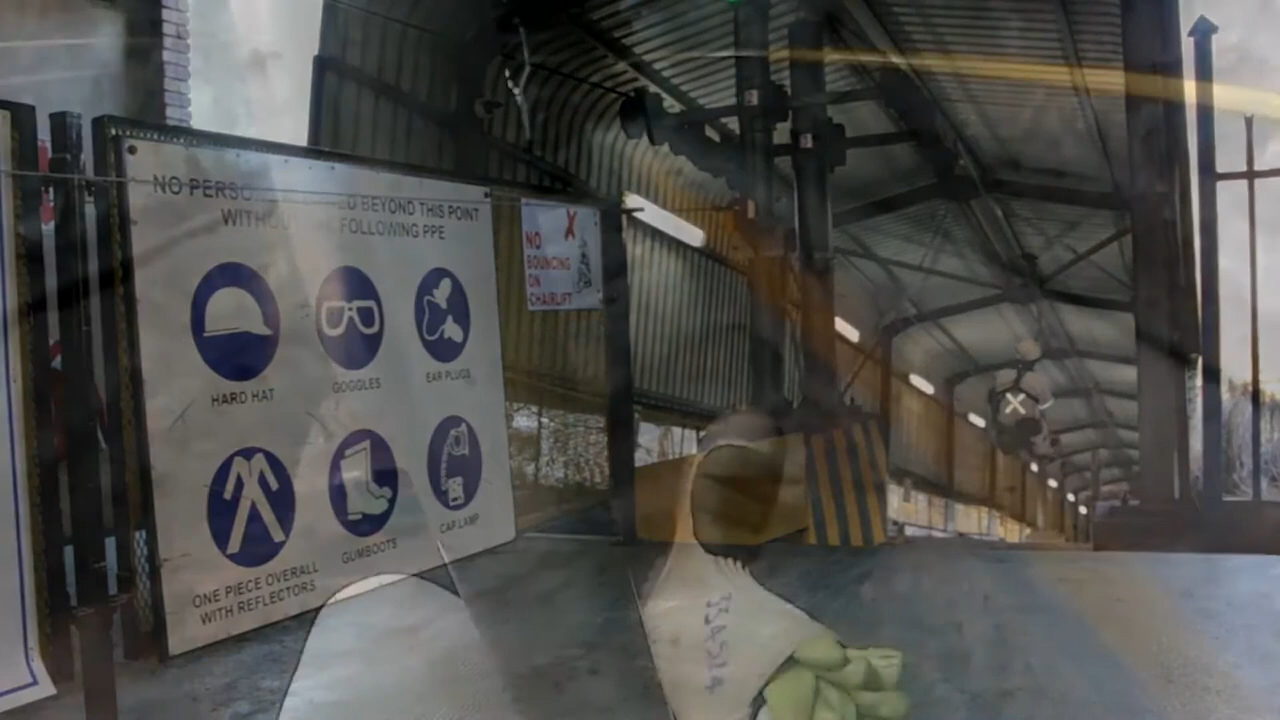 NO PERSO D BEYOND THIS POINT
WITHOU FOLLOWING PPE
HARD HAT
GOGGLES
EAR PLUGS
ONE PIECE OVERALL
WITH REFLECTORS
GUMBOOTS
CAP LAMP
NO
BOUNCING
ON
CHAIRLIFT